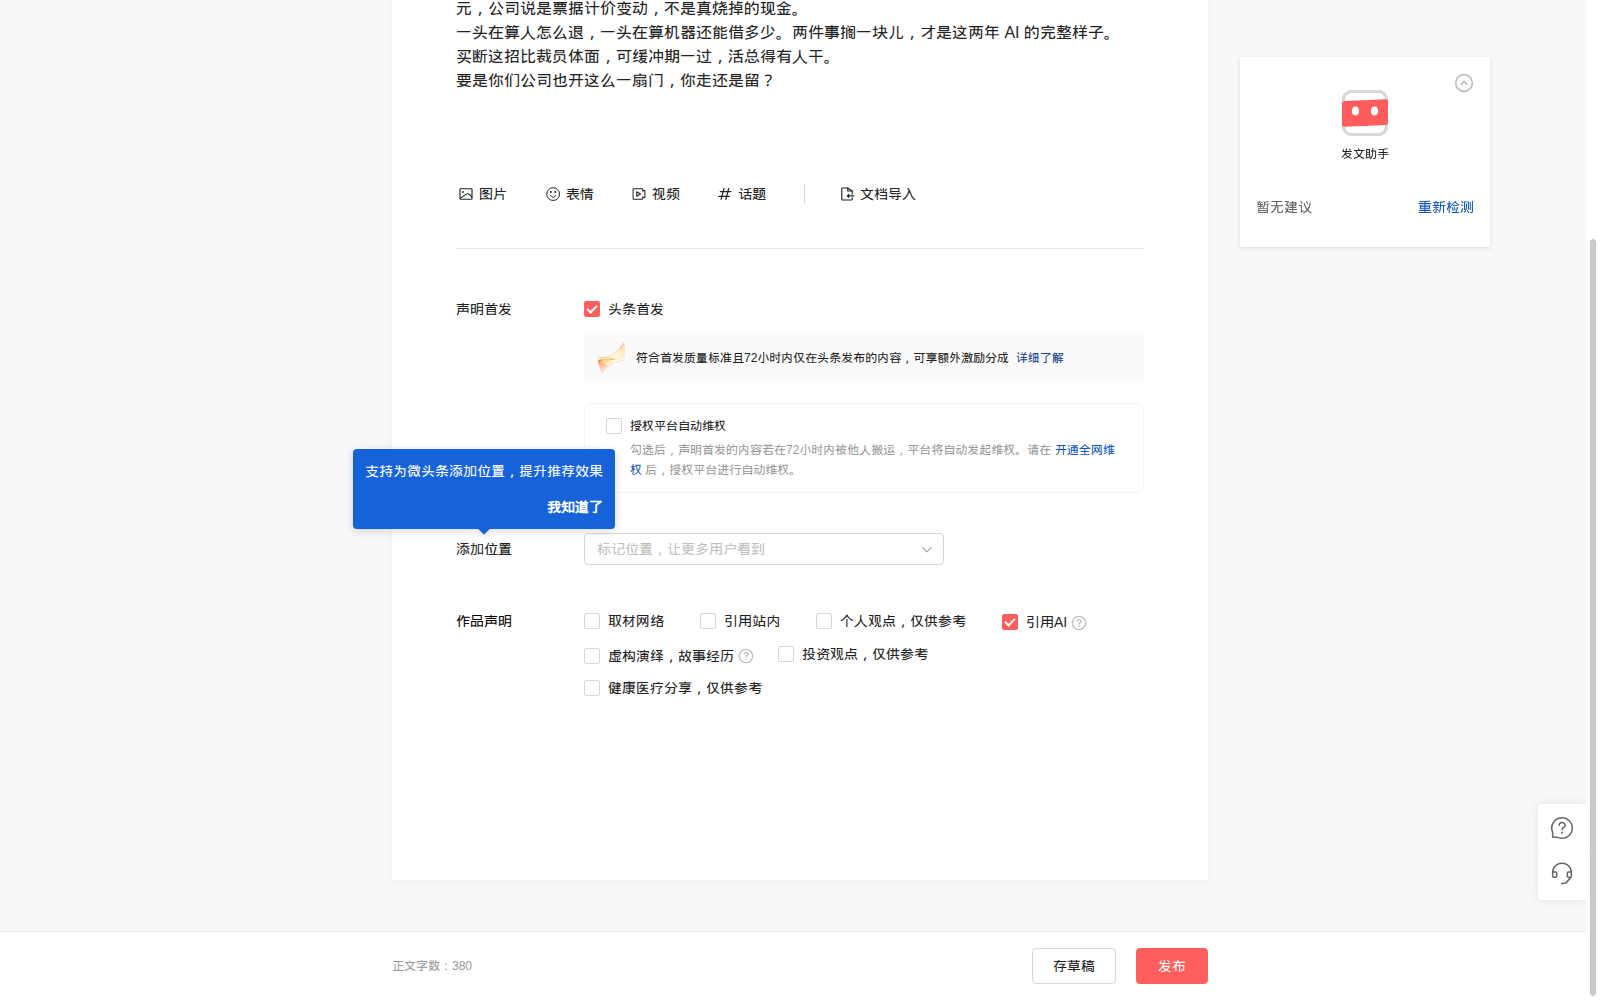 元，公司说是票据计价变动，不是真烧掉的现金。
一头在算人怎么退，一头在算机器还能借多少。两件事搁一块儿，才是这两年 AI 的完整样子。
买断这招比裁员体面，可缓冲期一过，活总得有人干。
要是你们公司也开这么一扇门，你走还是留？
发文助手
暂无建议 重新检测
图片 表情 视频 话题 文档导入
声明首发 头条首发
符合首发质量标准且72小时内仅在头条发布的内容，可享额外激励分成 详细了解
授权平台自动维权
勾选后，声明首发的内容若在72小时内被他人搬运，平台将自动发起维权。请在 开通全网维
权 后，授权平台进行自动维权。
支持为微头条添加位置，提升推荐效果
我知道了
添加位置 标记位置，让更多用户看到
作品声明 取材网络 引用站内 个人观点，仅供参考 引用AI
虚构演绎，故事经历 投资观点，仅供参考
健康医疗分享，仅供参考
正文字数：380 存草稿 发布